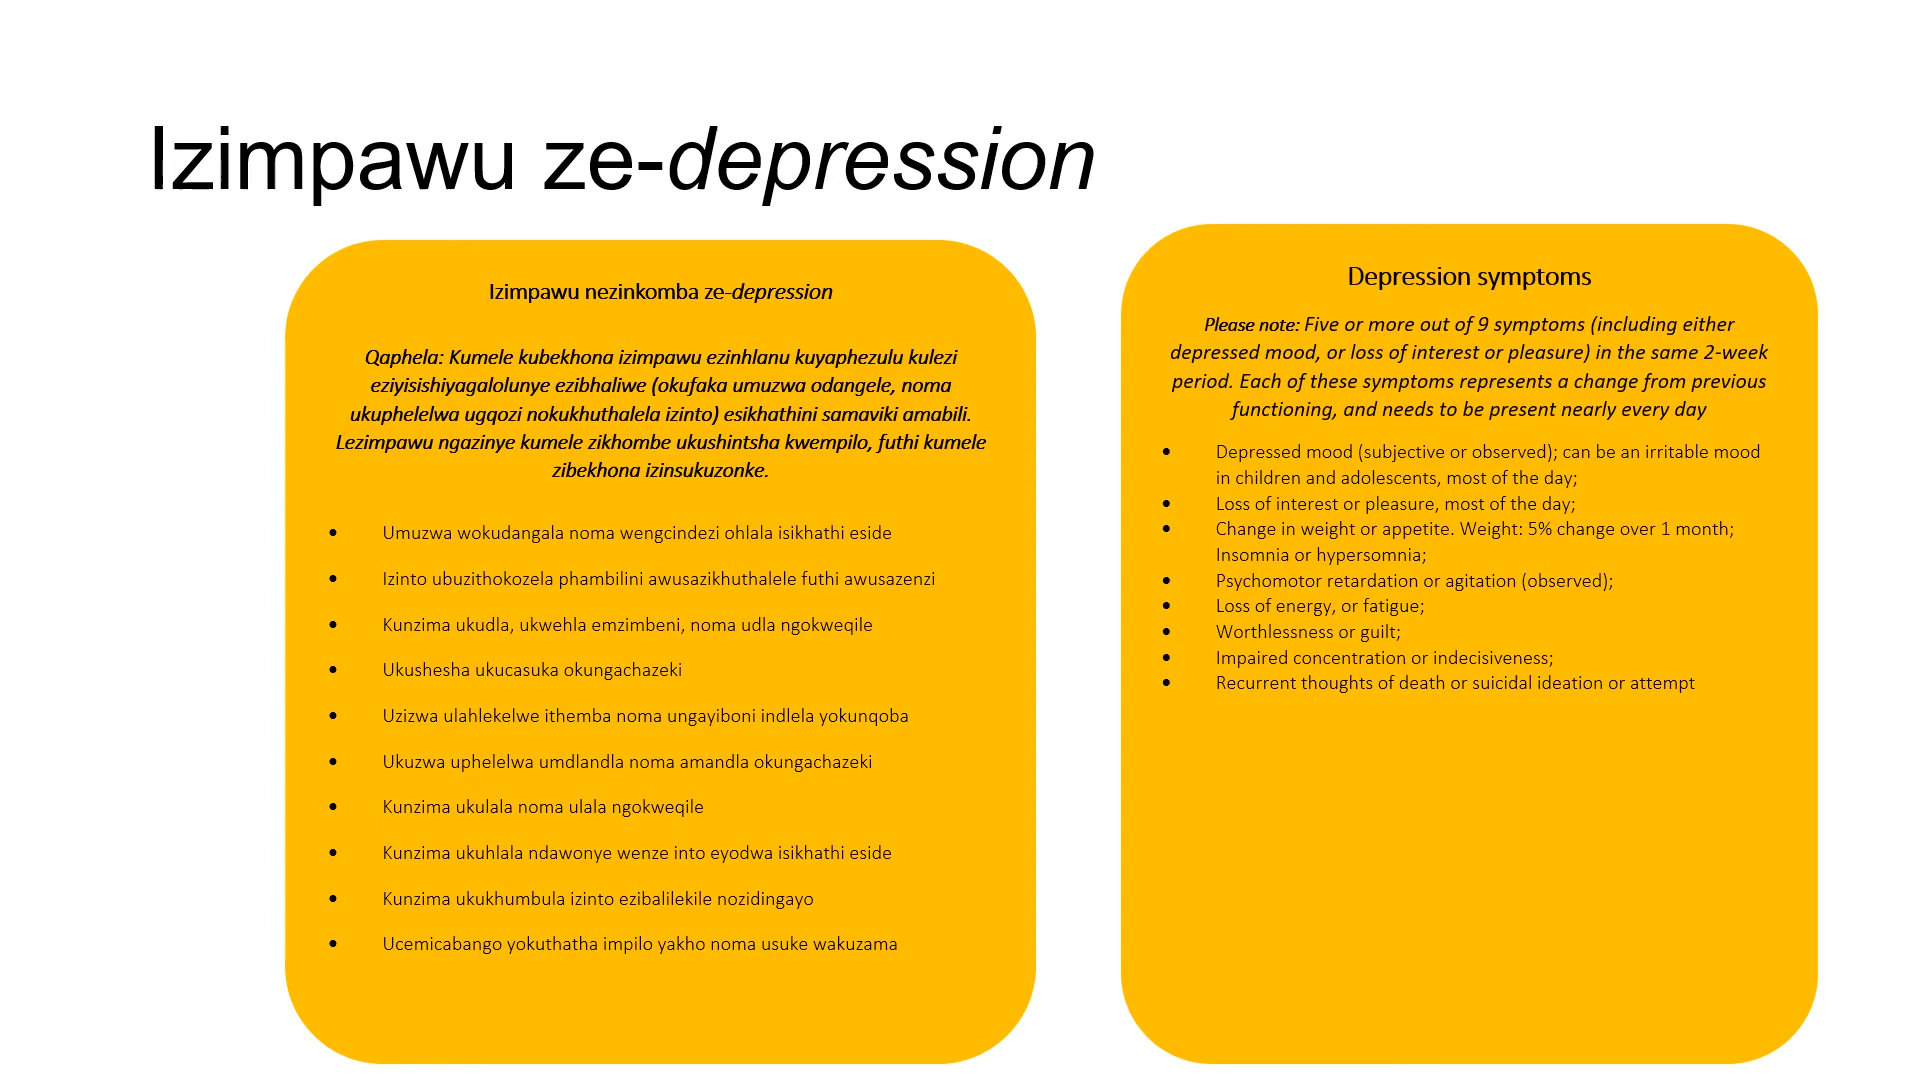 Izimpawu ze-depression
Izimpawu nezinkomba ze-depression
Qaphela: Kumele kubekhona izimpawu ezinhlanu kuyaphezulu kulezi
eziyisishiyagalolunye ezibhaliwe (okufaka umuzwa odangele, noma
ukuphelelwa ugqozi nokukhuthalela izinto) esikhathini samaviki amabili.
Lezimpawu ngazinye kumele zikhombe ukushintsha kwempilo, futhi kumele
zibekhona izinsukuzonke.
• Umuzwa wokudangala noma wengcindezi ohlala isikhathi eside
• Izinto ubuzithokozela phambilini awusazikhuthalele futhi awusazenzi
• Kunzima ukudla, ukwehla emzimbeni, noma udla ngokweqile
• Ukushesha ukucasuka okungachazeki
• Uzizwa ulahlekelwe ithemba noma ungayiboni indlela yokunqoba
• Ukuzwa uphelelwa umdlandla noma amandla okungachazeki
• Kunzima ukulala noma ulala ngokweqile
• Kunzima ukuhlala ndawonye wenze into eyodwa isikhathi eside
• Kunzima ukukhumbula izinto ezibalilekile nozidingayo
• Ucemicabango yokuthatha impilo yakho noma usuke wakuzama
Depression symptoms
Please note: Five or more out of 9 symptoms (including either
depressed mood, or loss of interest or pleasure) in the same 2-week
period. Each of these symptoms represents a change from previous
functioning, and needs to be present nearly every day
• Depressed mood (subjective or observed); can be an irritable mood
in children and adolescents, most of the day;
• Loss of interest or pleasure, most of the day;
• Change in weight or appetite. Weight: 5% change over 1 month;
Insomnia or hypersomnia;
• Psychomotor retardation or agitation (observed);
• Loss of energy, or fatigue;
• Worthlessness or guilt;
• Impaired concentration or indecisiveness;
• Recurrent thoughts of death or suicidal ideation or attempt